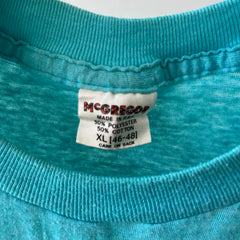 McGREGOR
MADE IN U.S.A.
50% POLYESTER
50% COTTON
XL [46-48]
CARE ON BACK